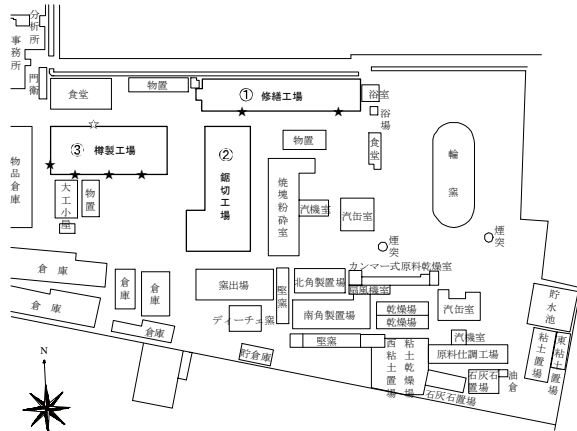 分析所
事務所
門衛
食堂
物置
① 修繕工場
浴室
浴場
食堂
輪窯
物品倉庫
③ 樽製工場
② 鋸切工場
物置
大工小屋
物置
焼塊粉砕室
汽機室
汽缶室
煙突
煙突
倉庫
倉庫
倉庫
倉庫
倉庫
窯出場
竪窯
北角製置場
カンマー式原料乾燥室
扇風機室
ディーチェ窯
南角製置場
乾燥場
乾燥場
汽缶室
貯水池
貯倉庫
竪窯
西粘土置場
粘土乾燥場
汽機室
原料仕調工場
石灰石置場
油倉
石灰石置場
粘土置場
東粘土置場
N